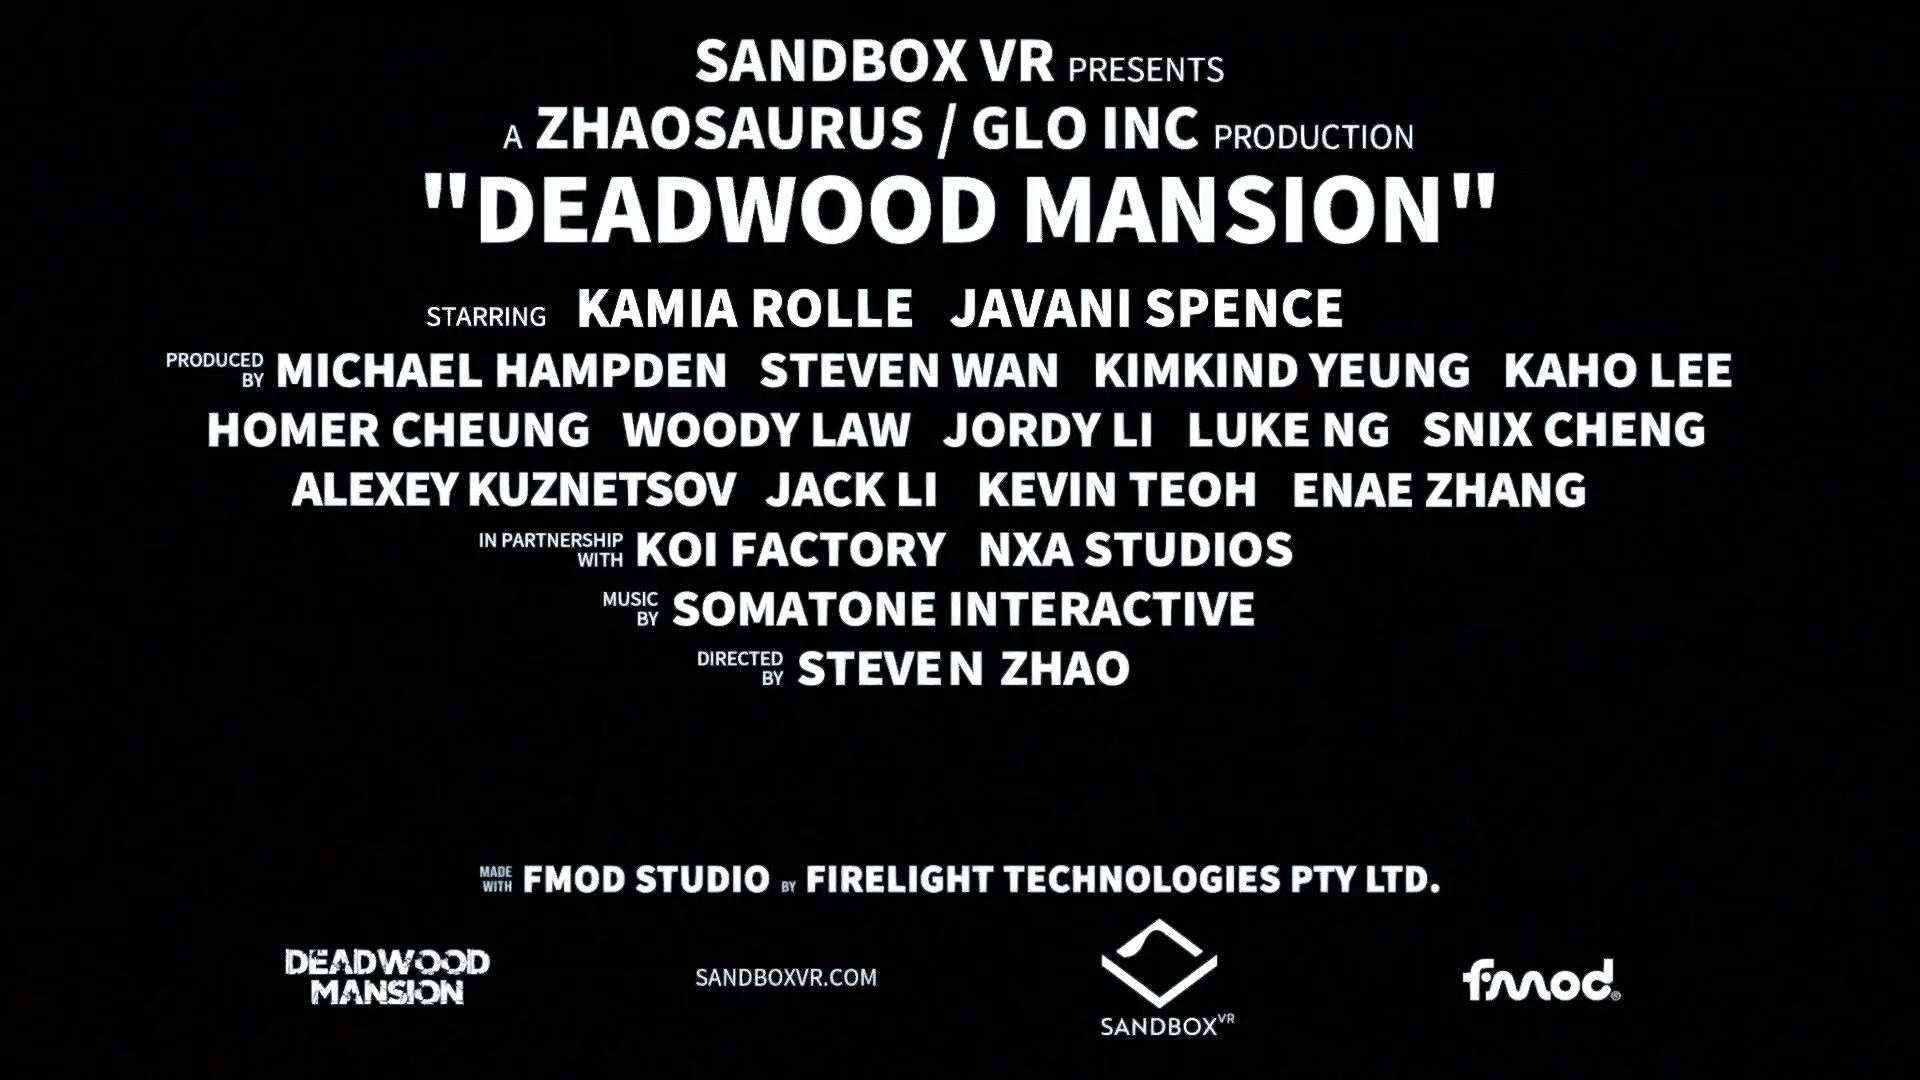 SANDBOX VR PRESENTS
A ZHAOSAURUS / GLO INC PRODUCTION
"DEADWOOD MANSION"
STARRING KAMIA ROLLE JAVANI SPENCE
PRODUCED BY MICHAEL HAMPDEN STEVEN WAN KIMKIND YEUNG KAHO LEE
HOMER CHEUNG WOODY LAW JORDY LI LUKE NG SNIX CHENG
ALEXEY KUZNETSOV JACK LI KEVIN TEOH ENAE ZHANG
IN PARTNERSHIP WITH KOI FACTORY NXA STUDIOS
MUSIC BY SOMATONE INTERACTIVE
DIRECTED BY STEVEN ZHAO
MADE WITH FMOD STUDIO BY FIRELIGHT TECHNOLOGIES PTY LTD.
DEADWOOD
MANSION
SANDBOXVR.COM
SANDBOX VR
fmod®